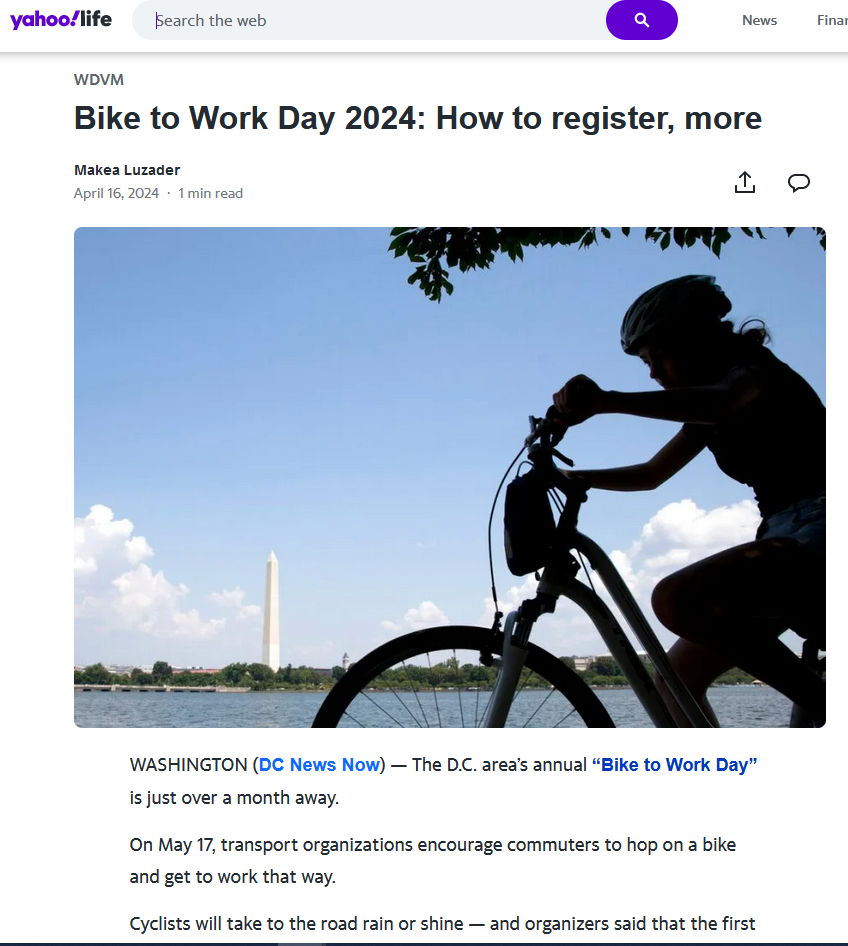 yahoo!life
Search the web
News
WDVM
Bike to Work Day 2024: How to register, more
Makea Luzader
April 16, 2024 · 1 min read
WASHINGTON (DC News Now) — The D.C. area’s annual “Bike to Work Day”
is just over a month away.
On May 17, transport organizations encourage commuters to hop on a bike
and get to work that way.
Cyclists will take to the road rain or shine — and organizers said that the first